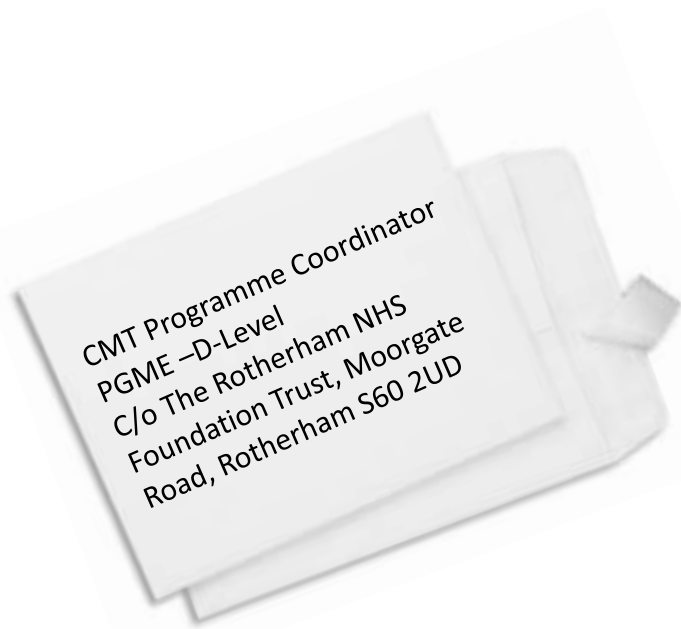 CMT Programme Coordinator
PGME –D-Level
C/o The Rotherham NHS
Foundation Trust, Moorgate
Road, Rotherham S60 2UD